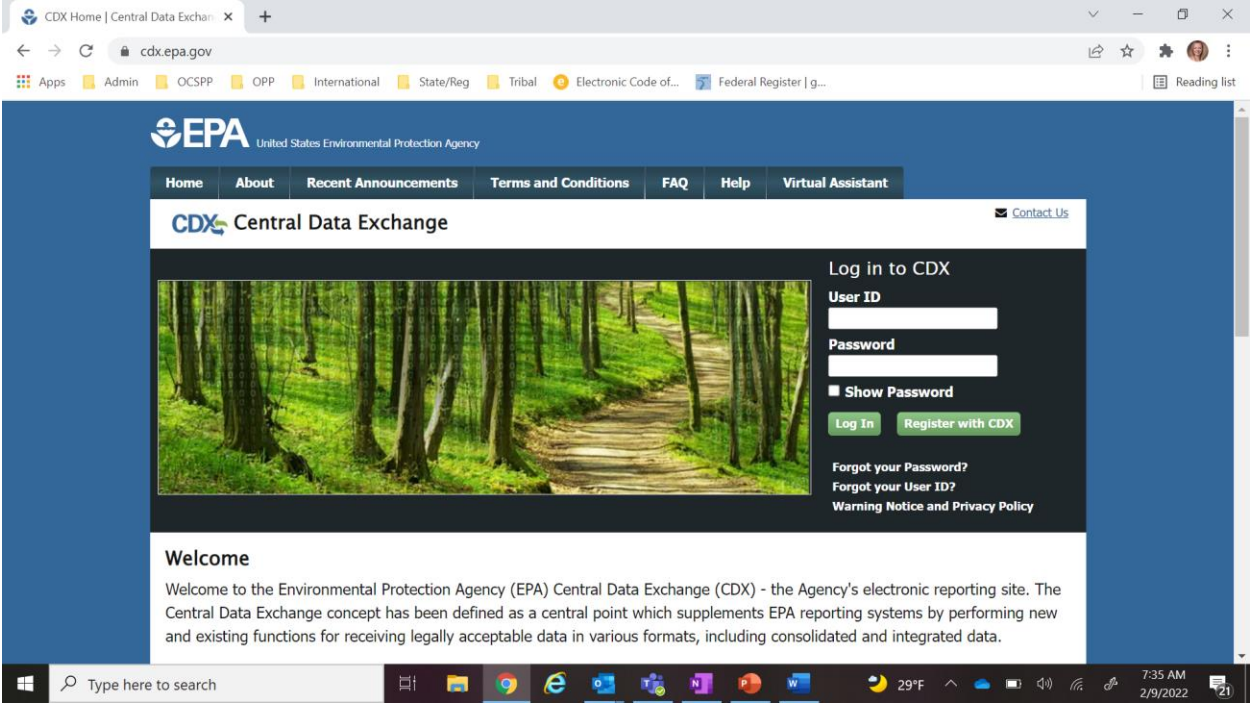 CDX Home | Central Data Exchan
cdx.epa.gov
Apps Admin OCSPP OPP International State/Reg Tribal Electronic Code of... Federal Register | g... Reading list
EPA United States Environmental Protection Agency
Home About Recent Announcements Terms and Conditions FAQ Help Virtual Assistant
CDX Central Data Exchange
Contact Us
Log in to CDX
User ID
Password
Show Password
Log In Register with CDX
Forgot your Password?
Forgot your User ID?
Warning Notice and Privacy Policy
Welcome
Welcome to the Environmental Protection Agency (EPA) Central Data Exchange (CDX) - the Agency's electronic reporting site. The
Central Data Exchange concept has been defined as a central point which supplements EPA reporting systems by performing new
and existing functions for receiving legally acceptable data in various formats, including consolidated and integrated data.
Type here to search
29°F
7:35 AM
2/9/2022
21